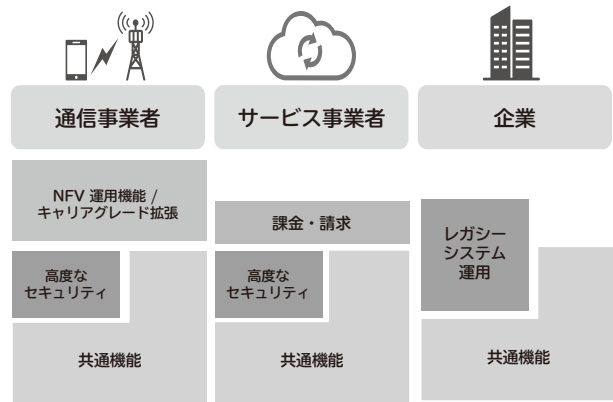 通信事業者
サービス事業者
企業
NFV 運用機能 /
キャリアグレード拡張
課金・請求
レガシー
システム
運用
高度な
セキュリティ
高度な
セキュリティ
共通機能
共通機能
共通機能